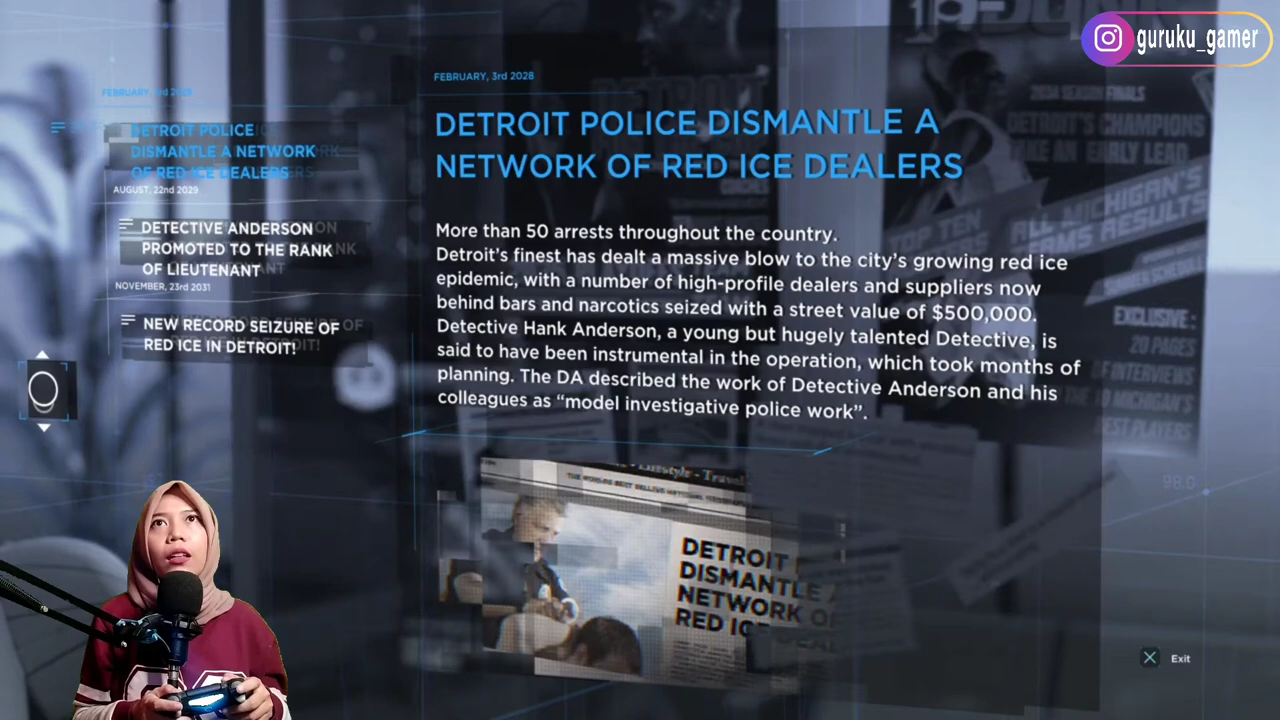 guruku_gamer
FEBRUARY, 3rd 2028
DETROIT POLICE
DISMANTLE A NETWORK
OF RED ICE DEALERS
AUGUST, 22nd 2029
DETECTIVE ANDERSON
PROMOTED TO THE RANK
OF LIEUTENANT
NOVEMBER, 23rd 2031
NEW RECORD SEIZURE OF
RED ICE IN DETROIT!
FEBRUARY, 3rd 2028
DETROIT POLICE DISMANTLE A
NETWORK OF RED ICE DEALERS
More than 50 arrests throughout the country.
Detroit's finest has dealt a massive blow to the city's growing red ice
epidemic, with a number of high-profile dealers and suppliers now
behind bars and narcotics seized with a street value of $500,000.
Detective Hank Anderson, a young but hugely talented Detective, is
said to have been instrumental in the operation, which took months of
planning. The DA described the work of Detective Anderson and his
colleagues as “model investigative police work”.
DETROIT
DISMANTLE A
NETWORK OF
RED ICE
DETROIT'S CHAMPIONS
TAKE AN EARLY LEAD
TOP TEN
ALL MICHIGAN'S
RESULTS
EXCLUSIVE :
20 PAGES
OF INTERVIEWS
BEST PLAYERS
98.0
Exit